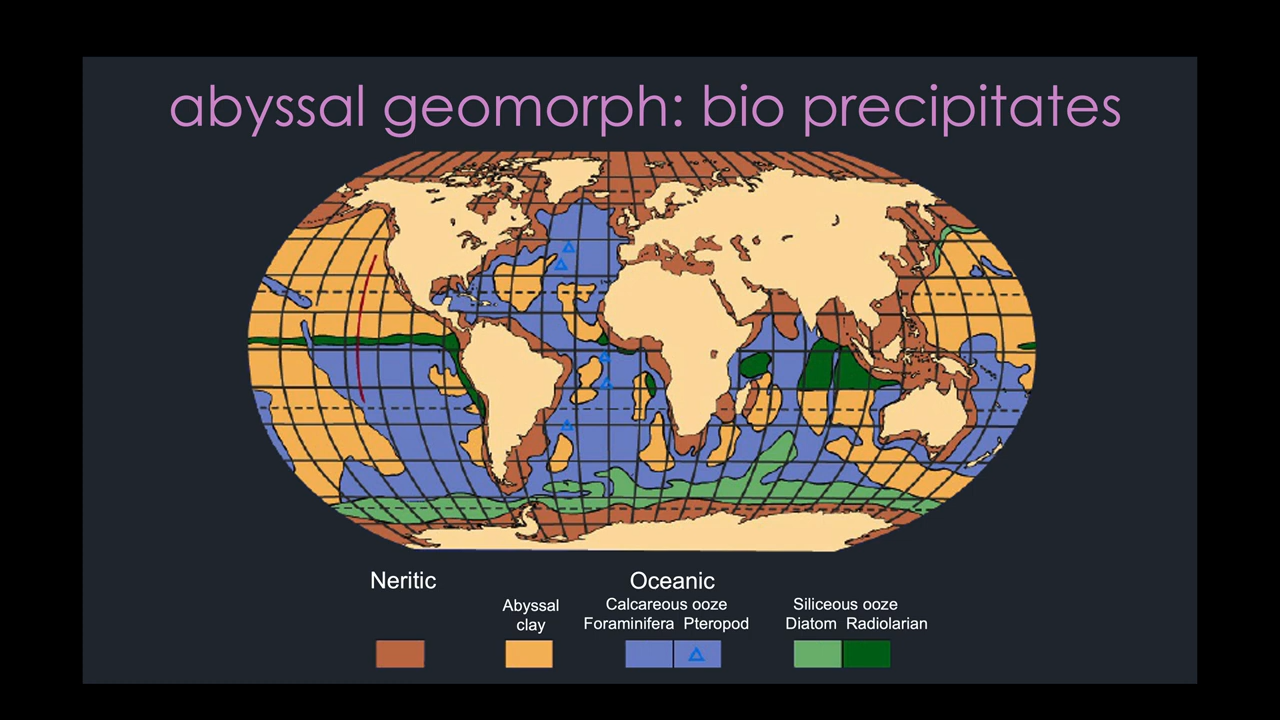 abyssal geomorph: bio precipitates
Neritic
Oceanic
Abyssal clay
Calcareous ooze
Foraminifera Pteropod
Siliceous ooze
Diatom Radiolarian